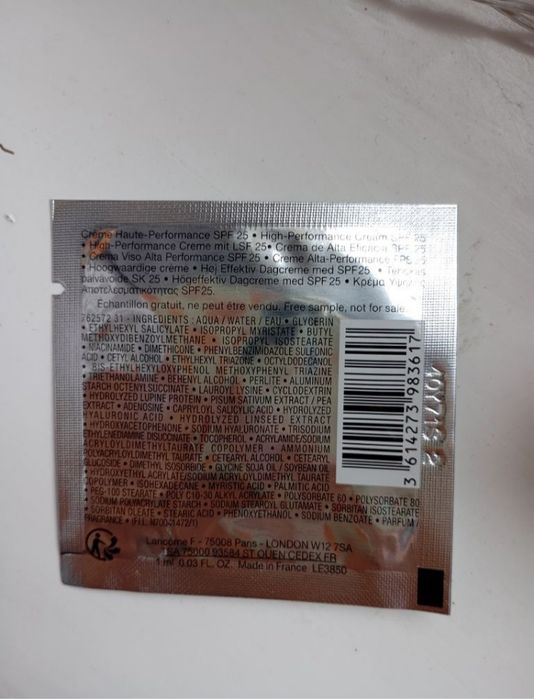 Crème Haute-Performance SPF 25 • High-Performance Cream SPF 25
• High-Performance Creme mit LSF 25 • Crema de Alta Eficacia SPF 25
• Crema Viso Alta Performance SPF 25 • Creme Alta-Performance
• Hoogwaardige crème • Høj Effektiv Dagcreme med SPF25 •
päivävoide SK 25 • Högeffektiv Dagcreme med SPF 25 • Κρέμα
Αποτελεσματικότητας SPF25.
Échantillon gratuit, ne peut être vendu. Free sample, not for sale.
762572 31 - INGREDIENTS : AQUA / WATER / EAU • GLYCERIN
• ETHYLHEXYL SALICYLATE • ISOPROPYL MYRISTATE • BUTYL
METHOXYDIBENZOYLMETHANE • ISOPROPYL ISOSTEARATE
• NIACINAMIDE • DIMETHICONE • PHENYLBENZIMIDAZOLE SULFONIC
ACID • CETYL ALCOHOL • ETHYLHEXYL TRIAZONE • OCTYLDODECANOL
• BIS-ETHYLHEXYLOXYPHENOL METHOXYPHENYL TRIAZINE
• TRIETHANOLAMINE • BEHENYL ALCOHOL • PERLITE • ALUMINUM
STARCH OCTENYLSUCCINATE • LAUROYL LYSINE • CYCLODEXTRIN
• HYDROLYZED LUPINE PROTEIN • PISUM SATIVUM EXTRACT / PEA
EXTRACT • ADENOSINE • CAPRYLOYL SALICYLIC ACID • HYDROLYZED
HYALURONIC ACID • HYDROLYZED LINSEED EXTRACT
• HYDROXYACETOPHENONE • SODIUM HYALURONATE • TRISODIUM
ETHYLENEDIAMINE DISUCCINATE • TOCOPHEROL • ACRYLAMIDE/SODIUM
ACRYLOYLDIMETHYLTAURATE COPOLYMER • AMMONIUM
POLYACRYLOYLDIMETHYL TAURATE • CETEARYL ALCOHOL • CETEARYL
GLUCOSIDE • DIMETHYL ISOSORBIDE • GLYCINE SOJA OIL / SOYBEAN OIL
• HYDROXYETHYL ACRYLATE/SODIUM ACRYLOYLDIMETHYL TAURATE
COPOLYMER • ISOHEXADECANE • MYRISTIC ACID • PALMITIC ACID
• PEG-100 STEARATE • POLY C10-30 ALKYL ACRYLATE • POLYSORBATE 60 • POLYSORBATE 80
• SODIUM POLYACRYLATE STARCH • SODIUM STEAROYL GLUTAMATE • SORBITAN ISOSTEARATE
• SORBITAN OLEATE • STEARIC ACID • PHENOXYETHANOL • SODIUM BENZOATE • PARFUM /
FRAGRANCE (F.I.L. N70041472/1)
Lancôme F - 75008 Paris - LONDON W12 7SA
LSA 75000 93584 ST OUEN CEDEX FR
1 ml 0.03 FL. OZ. Made in France LE3850
3 614273 983617